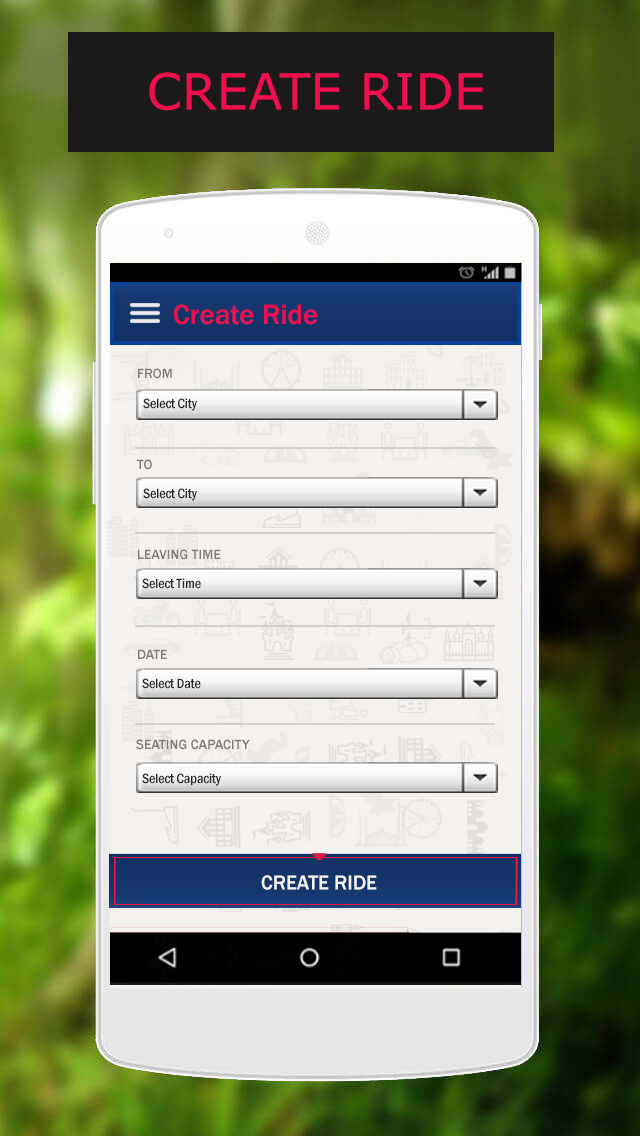 CREATE RIDE
H
Create Ride
FROM
Select City
TO
Select City
LEAVING TIME
Select Time
DATE
Select Date
SEATING CAPACITY
Select Capacity
CREATE RIDE